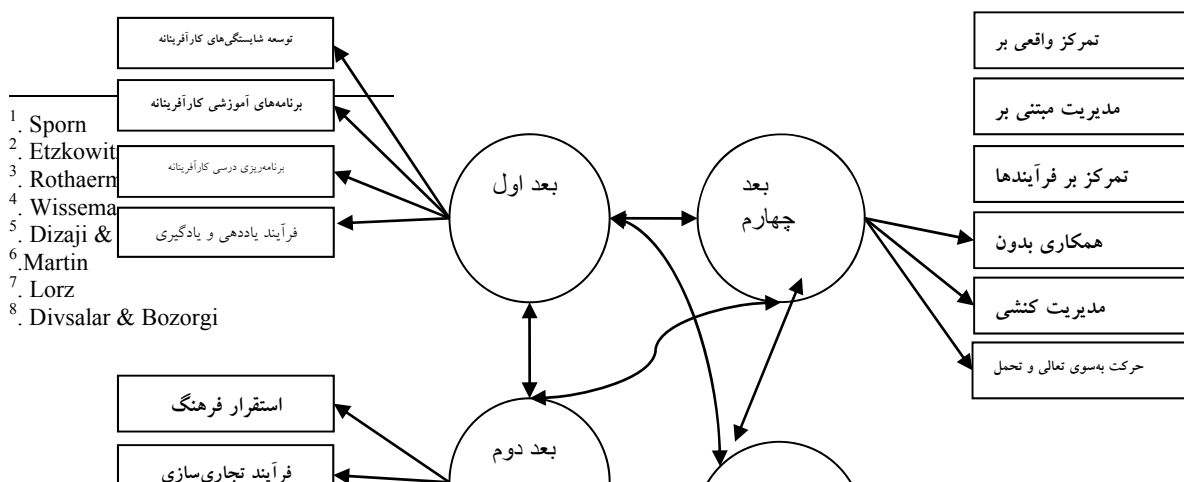 توسعه شایستگی‌های کارآفرینانه
برنامه‌های آموزشی کارآفرینانه
برنامه‌ریزی درسی کارآفرینانه
فرآیند یاددهی و یادگیری
1. Sporn
2. Etzkowit
3. Rothaerm
4. Wissema
5. Dizaji &
6.Martin
7. Lorz
8. Divsalar & Bozorgi
بعد اول
بعد
چهارم
تمرکز واقعی بر
مدیریت مبتنی بر
تمرکز بر فرآیندها
همکاری بدون
مدیریت کنشی
حرکت به‌سوی تعالی و تحمل
استقرار فرهنگ
فرآیند تجاری‌سازی
بعد دوم